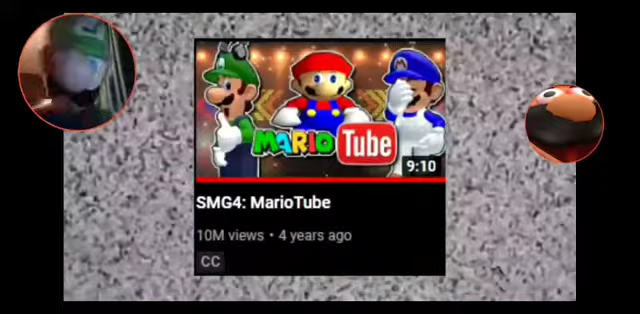 MARIO Tube
9:10
SMG4: MarioTube
10M views • 4 years ago
CC